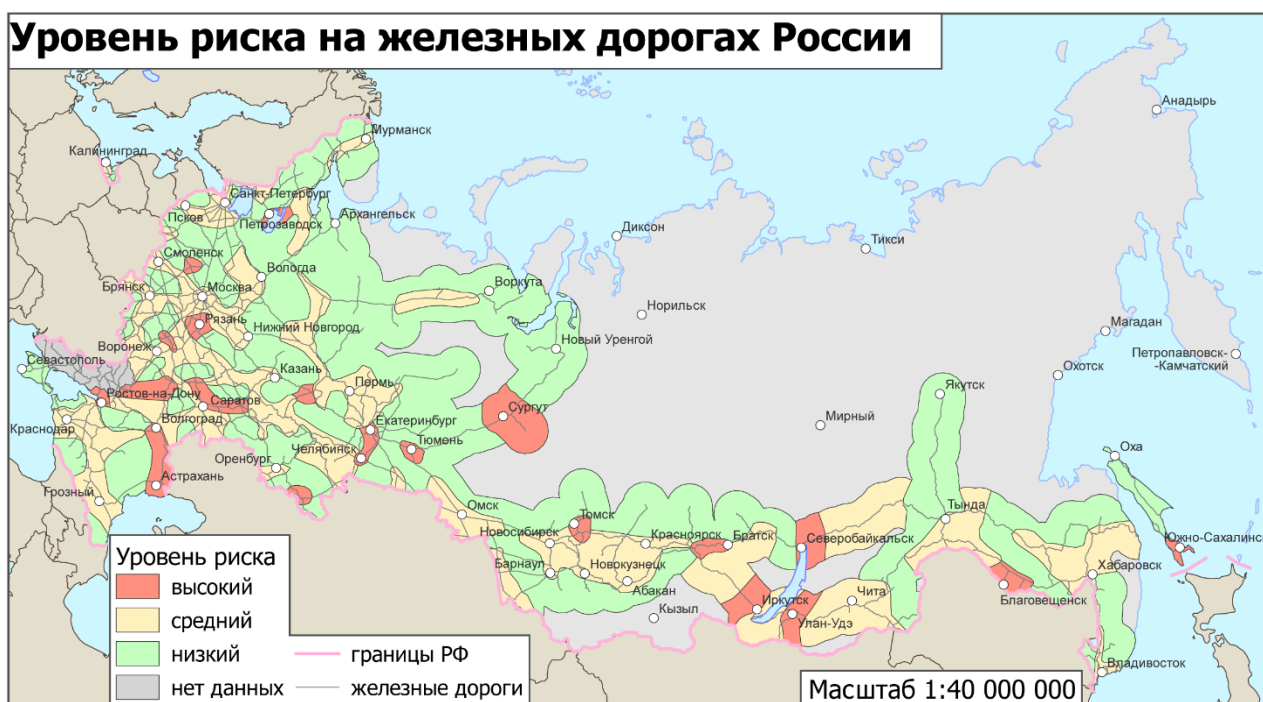 Уровень риска на железных дорогах России
Анадырь
Мурманск
Калининград
Санкт-Петербург
Псков
Петрозаводск
Архангельск
Диксон
Тикси
Смоленск
Вологда
Брянск
Москва
Воркута
Норильск
Рязань
Нижний Новгород
Магадан
Воронеж
Новый Уренгой
Севастополь
Петропавловск-
-Камчатский
Казань
Охотск
Пермь
Ростов-на-Дону
Якутск
Саратов
Сургут
Мирный
Краснодар
Волгоград
Екатеринбург
Тюмень
Челябинск
Оренбург
Оха
Астрахань
Грозный
Омск
Тында
Томск
Новосибирск
Красноярск
Братск
Северобайкальск
Южно-Сахалинск
Барнаул
Новокузнецк
Хабаровск
Абакан
Чита
Благовещенск
Кызыл
Иркутск
Улан-Удэ
Владивосток
Уровень риска
высокий
средний
низкий
границы РФ
нет данных
железные дороги
Масштаб 1:40 000 000